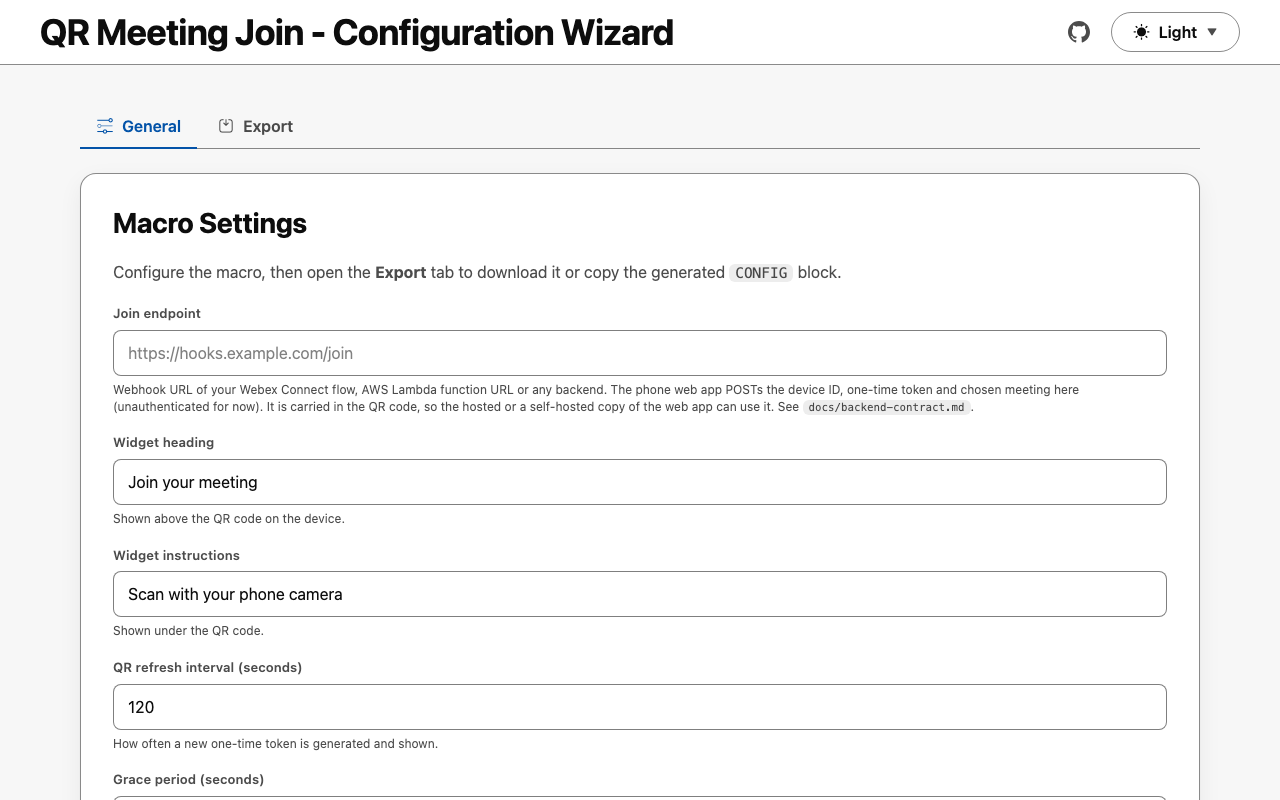 QR Meeting Join - Configuration Wizard
Light
General
Export
Macro Settings
Configure the macro, then open the Export tab to download it or copy the generated CONFIG block.
Join endpoint
https://hooks.example.com/join
Webhook URL of your Webex Connect flow, AWS Lambda function URL or any backend. The phone web app POSTs the device ID, one-time token and chosen meeting here
(unauthenticated for now). It is carried in the QR code, so the hosted or a self-hosted copy of the web app can use it. See docs/backend-contract.md.
Widget heading
Join your meeting
Shown above the QR code on the device.
Widget instructions
Scan with your phone camera
Shown under the QR code.
QR refresh interval (seconds)
120
How often a new one-time token is generated and shown.
Grace period (seconds)